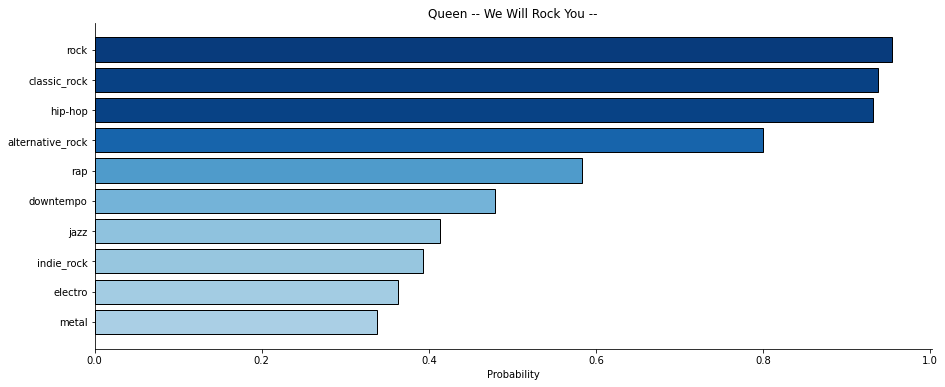 Queen -- We Will Rock You --
rock
classic_rock
hip-hop
alternative_rock
rap
downtempo
jazz
indie_rock
electro
metal
0.0 0.2 0.4 0.6 0.8 1.0
Probability